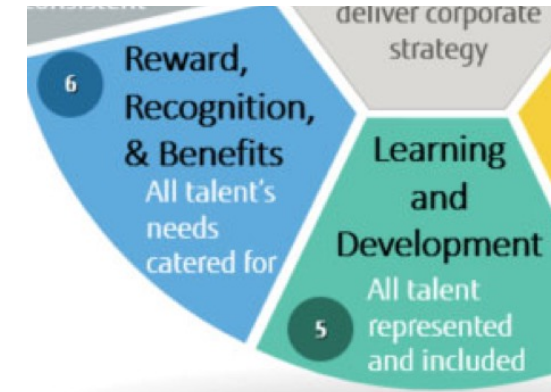 consistent
deliver corporate
strategy
6
Reward,
Recognition,
& Benefits
All talent's
needs
catered for
Learning
and
Development
5
All talent
represented
and included